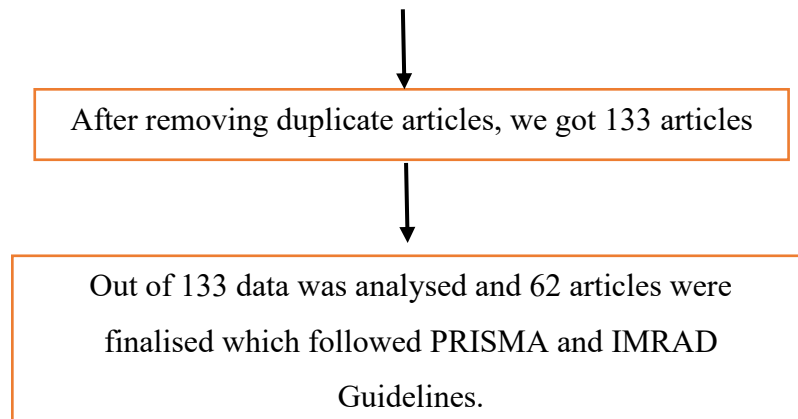 After removing duplicate articles, we got 133 articles
Out of 133 data was analysed and 62 articles were
finalised which followed PRISMA and IMRAD
Guidelines.